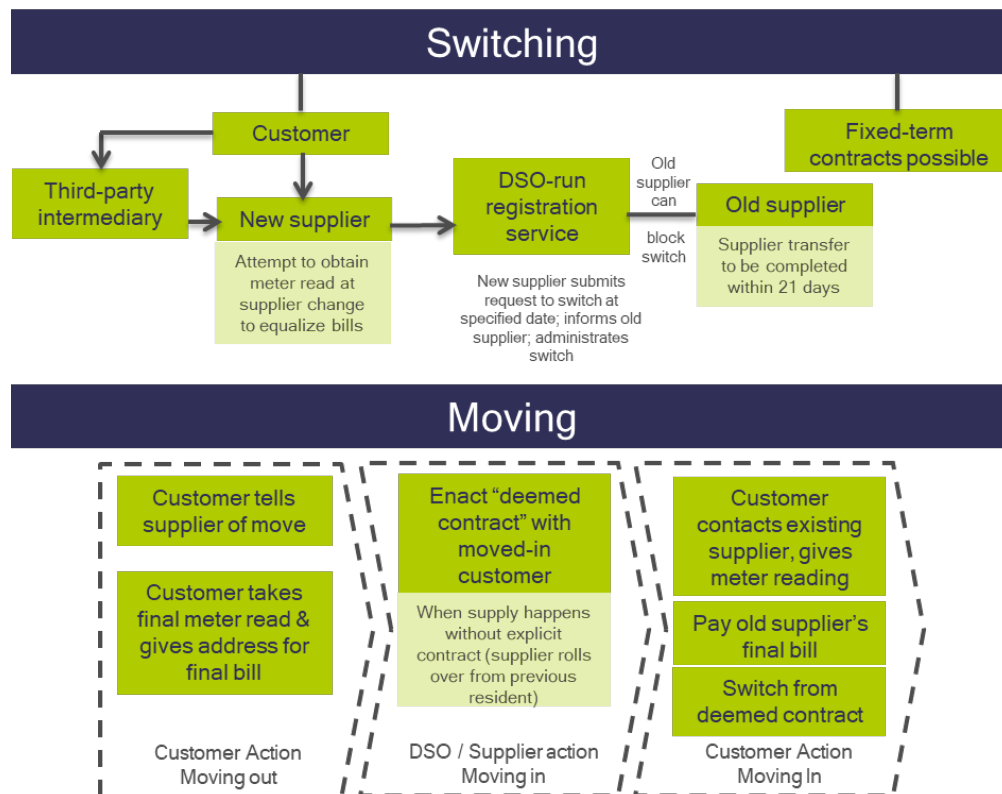 Switching
Customer
Fixed-term
contracts possible
Third-party
intermediary
New supplier
Attempt to obtain
meter read at
supplier change
to equalize bills
DSO-run
registration
service
New supplier submits
request to switch at
specified date; informs old
supplier; administrates
switch
Old
supplier
can
block
switch
Old supplier
Supplier transfer
to be completed
within 21 days
Moving
Customer tells
supplier of move
Customer takes
final meter read &
gives address for
final bill
Customer Action
Moving out
Enact “deemed
contract” with
moved-in
customer
When supply happens
without explicit
contract (supplier rolls
over from previous
resident)
DSO / Supplier action
Moving in
Customer
contacts existing
supplier, gives
meter reading
Pay old supplier’s
final bill
Switch from
deemed contract
Customer Action
Moving In